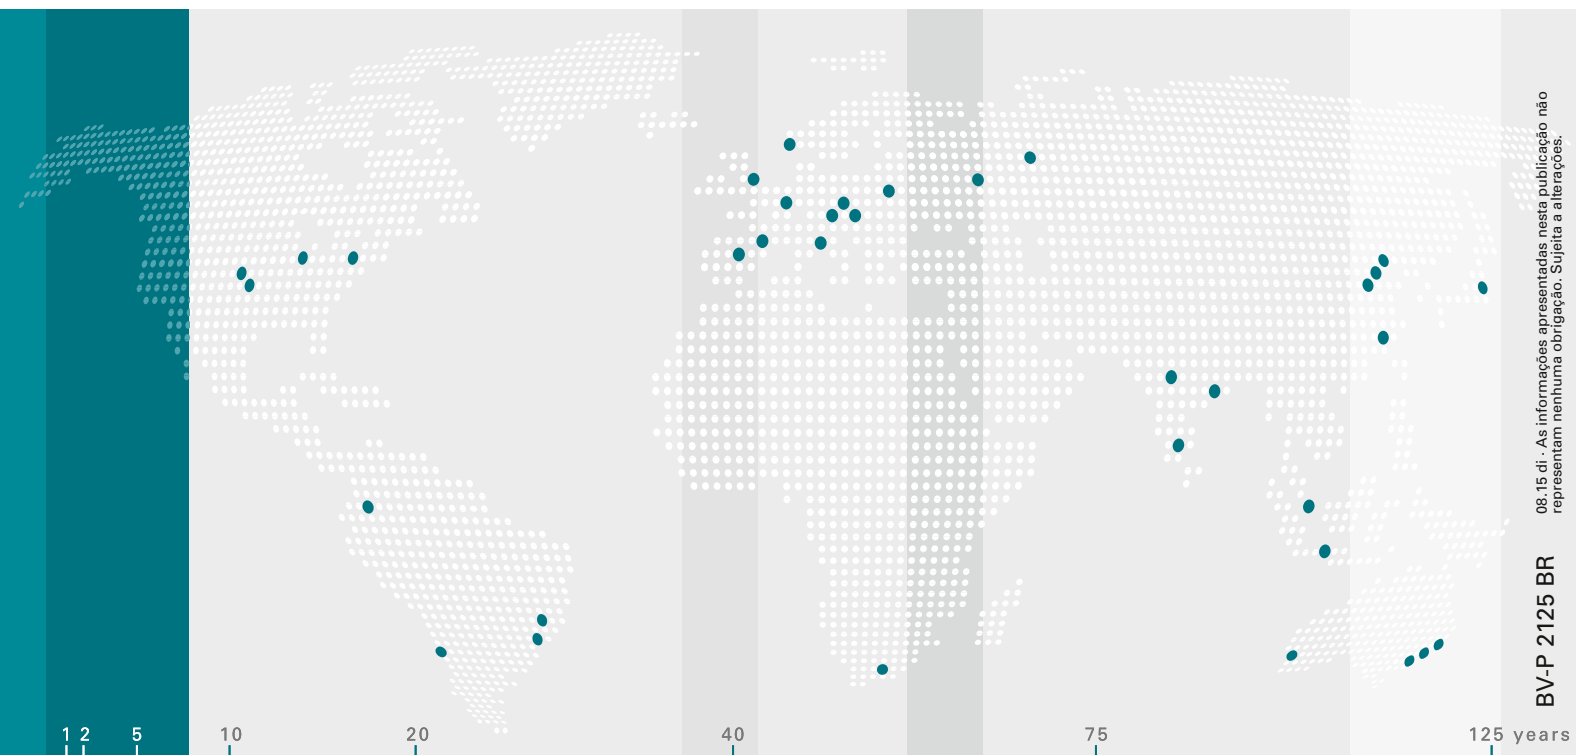 08.15 di · As informações apresentadas nesta publicação não
representam nenhuma obrigação. Sujeita a alterações.
BV-P 2125 BR
1 2 5 10 20 40 75 125 years